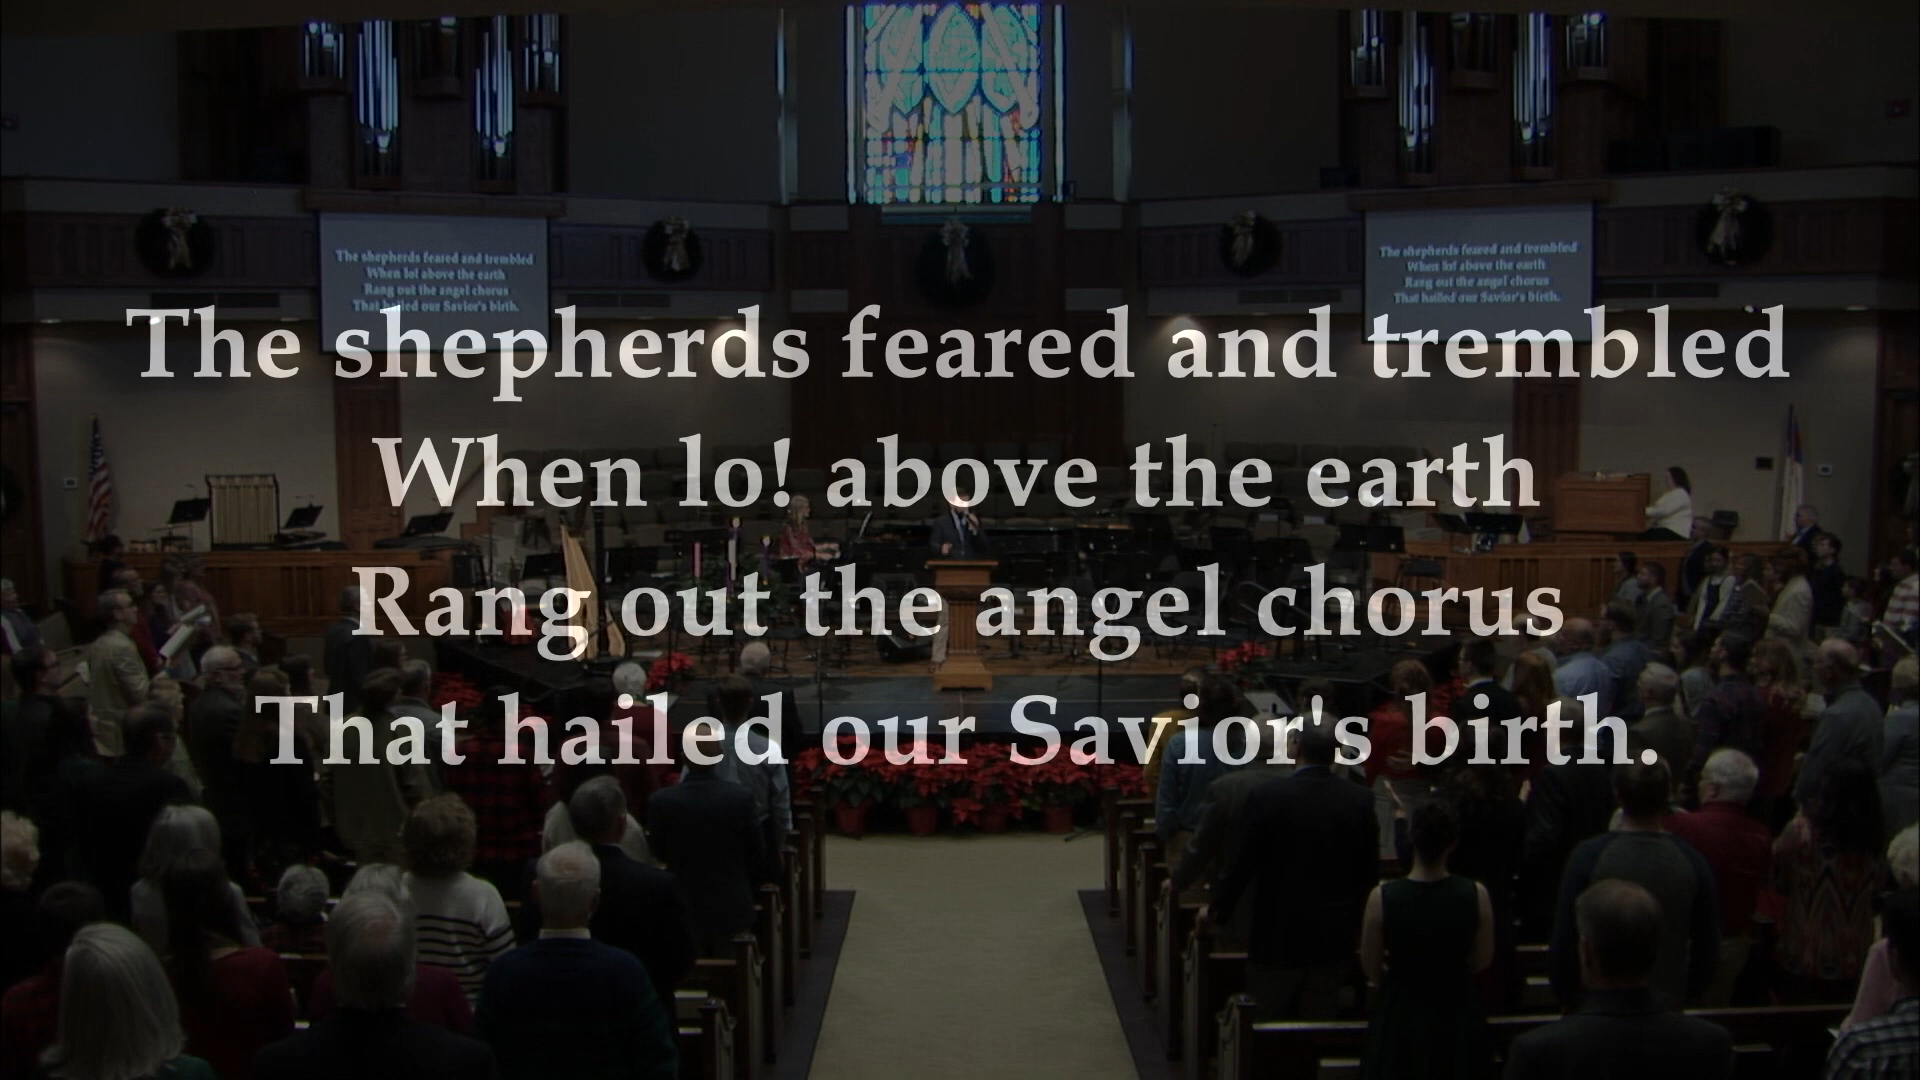 The shepherds feared and trembled
When lo! above the earth
Rang out the angel chorus
That hailed our Savior's birth.
The shepherds feared and trembled
When lo! above the earth
Rang out the angel chorus
That hailed our Savior's birth.
The shepherds feared and trembled
When lo! above the earth
Rang out the angel chorus
That hailed our Savior's birth.